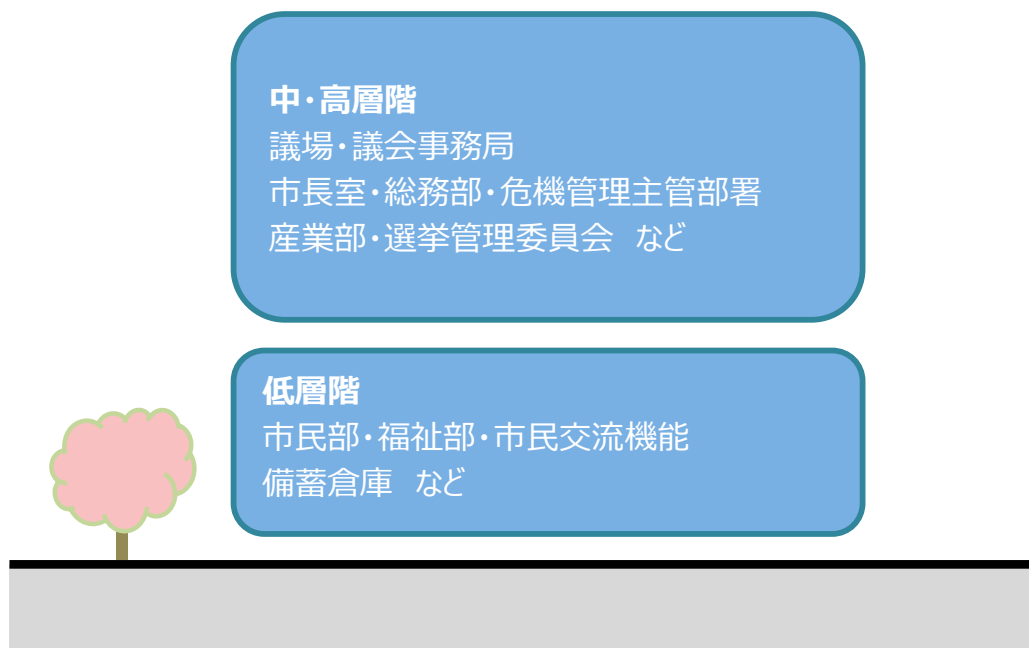 中・高層階
議場・議会事務局
市長室・総務部・危機管理主管部署
産業部・選挙管理委員会　など
低層階
市民部・福祉部・市民交流機能
備蓄倉庫　など